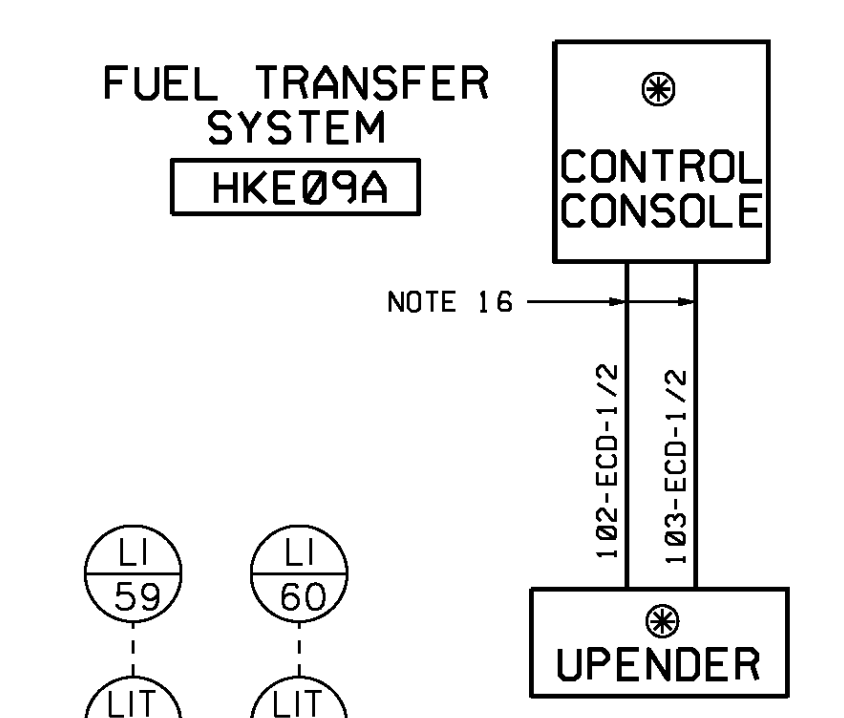 FUEL TRANSFER
SYSTEM
HKE09A
CONTROL
CONSOLE
NOTE 16
102-ECD-1/2
103-ECD-1/2
LI
59
LI
60
UPENDER
LIT
LIT